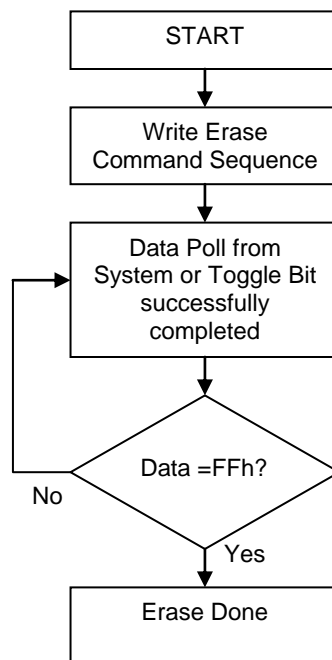 START
Write Erase
Command Sequence
Data Poll from
System or Toggle Bit
successfully
completed
Data =FFh?
No
Yes
Erase Done